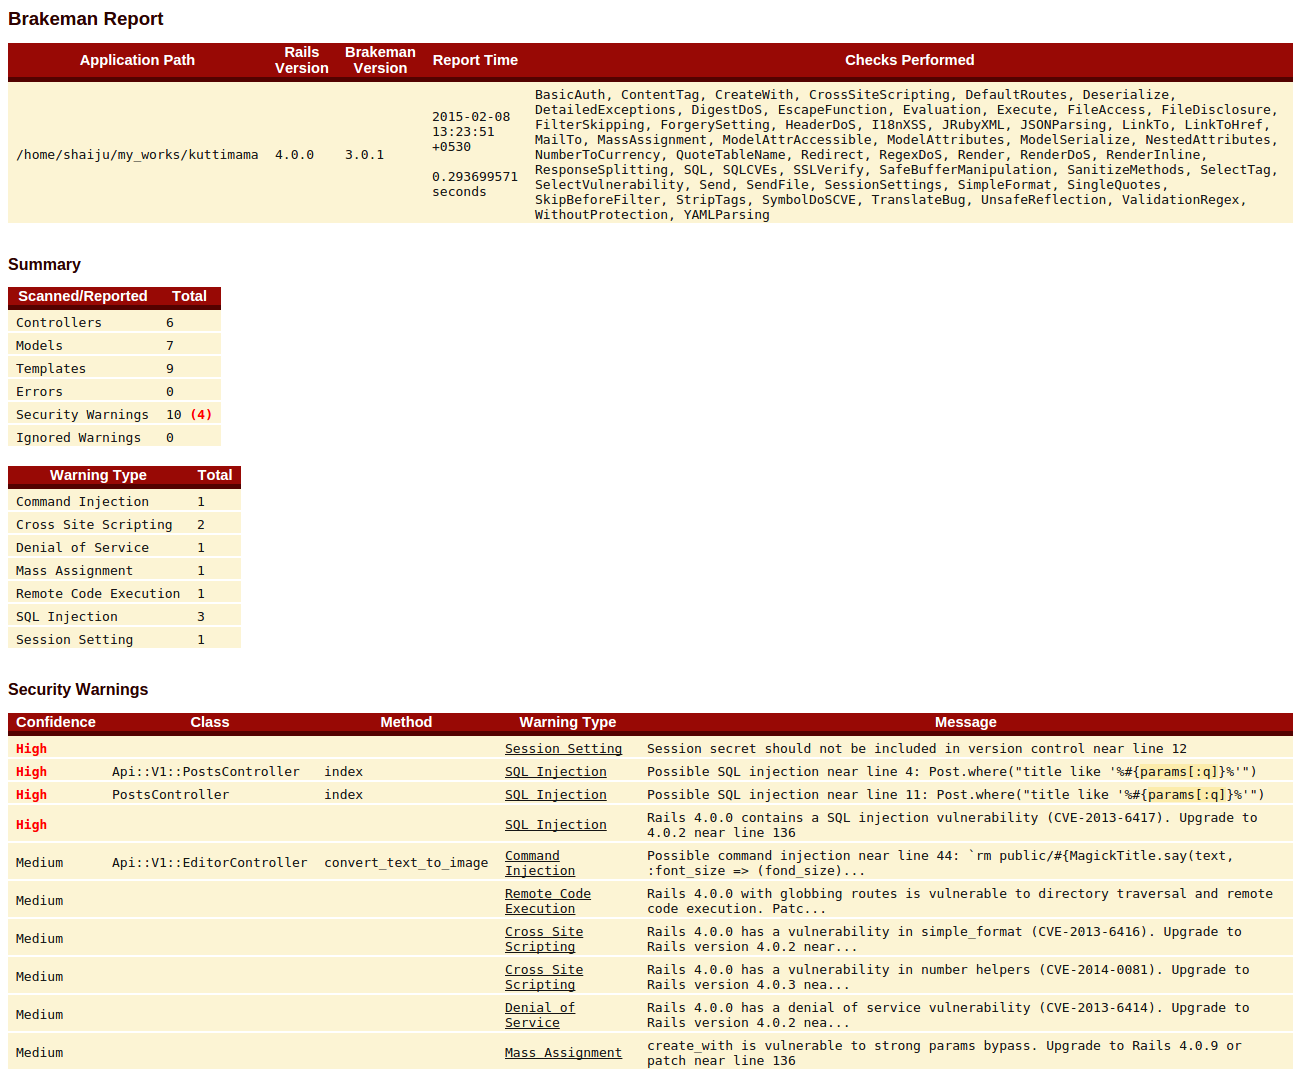 Brakeman Report
Application Path Rails Version Brakeman Version Report Time Checks Performed
/home/shaiju/my_works/kuttimama 4.0.0 3.0.1
2015-02-08
13:23:51
+0530
0.293699571
seconds
BasicAuth, ContentTag, CreateWith, CrossSiteScripting, DefaultRoutes, Deserialize,
DetailedExceptions, DigestDoS, EscapeFunction, Evaluation, Execute, FileAccess, FileDisclosure,
FilterSkipping, ForgerySetting, HeaderDoS, I18nXSS, JRubyXML, JSONParsing, LinkTo, LinkToHref,
MailTo, MassAssignment, ModelAttrAccessible, ModelAttributes, ModelSerialize, NestedAttributes,
NumberToCurrency, QuoteTableName, Redirect, RegexDoS, Render, RenderDoS, RenderInline,
ResponseSplitting, SQL, SQLCVEs, SSLVerify, SafeBufferManipulation, SanitizeMethods, SelectTag,
SelectVulnerability, Send, SendFile, SessionSettings, SimpleFormat, SingleQuotes,
SkipBeforeFilter, StripTags, SymbolDoSCVE, TranslateBug, UnsafeReflection, ValidationRegex,
WithoutProtection, YAMLParsing
Summary
Scanned/Reported Total
Controllers 6
Models 7
Templates 9
Errors 0
Security Warnings 10 (4)
Ignored Warnings 0
Warning Type Total
Command Injection 1
Cross Site Scripting 2
Denial of Service 1
Mass Assignment 1
Remote Code Execution 1
SQL Injection 3
Session Setting 1
Security Warnings
Confidence Class Method Warning Type Message
High Session Setting Session secret should not be included in version control near line 12
High Api::V1::PostsController index SQL Injection Possible SQL injection near line 4: Post.where("title like '%#{params[:q]}%'")
High PostsController index SQL Injection Possible SQL injection near line 11: Post.where("title like '%#{params[:q]}%'")
High SQL Injection Rails 4.0.0 contains a SQL injection vulnerability (CVE-2013-6417). Upgrade to
4.0.2 near line 136
Medium Api::V1::EditorController convert_text_to_image Command Possible command injection near line 44: `rm public/#{MagickTitle.say(text,
Injection :font_size => (fond_size)...
Medium Remote Code Rails 4.0.0 with globbing routes is vulnerable to directory traversal and remote
Execution code execution. Patc...
Medium Cross Site Rails 4.0.0 has a vulnerability in simple_format (CVE-2013-6416). Upgrade to
Scripting Rails version 4.0.2 near...
Medium Cross Site Rails 4.0.0 has a vulnerability in number helpers (CVE-2014-0081). Upgrade to
Scripting Rails version 4.0.3 nea...
Medium Denial of Rails 4.0.0 has a denial of service vulnerability (CVE-2013-6414). Upgrade to
Service Rails version 4.0.2 nea...
Medium Mass Assignment create_with is vulnerable to strong params bypass. Upgrade to Rails 4.0.9 or
patch near line 136